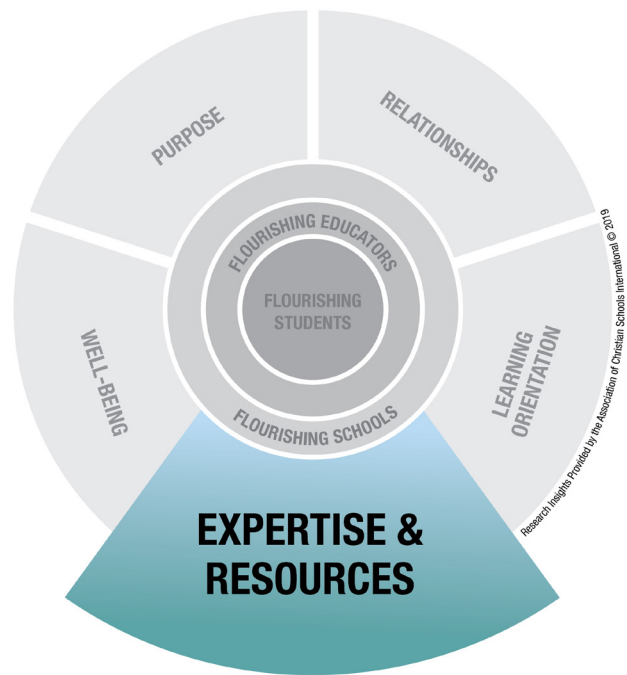 PURPOSE
RELATIONSHIPS
WELL-BEING
FLOURISHING EDUCATORS
FLOURISHING
STUDENTS
FLOURISHING SCHOOLS
LEARNING
ORIENTATION
EXPERTISE &
RESOURCES
Research Insights Provided by the Association of Christian Schools International © 2019